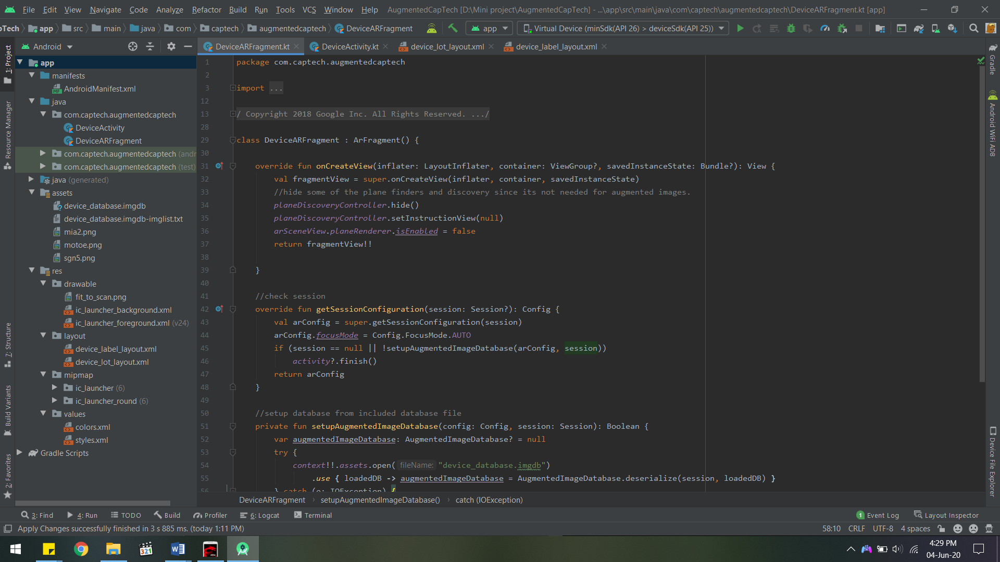 File Edit View Navigate Code Analyze Refactor Build Run Tools VCS Window Help AugmentedCapTech [D:\Mini project\AugmentedCapTech] - ...\app\src\main\java\com\captech\augmentedcaptech\DeviceARFragment.kt [app]
pTech app src main java com captech augmentedcaptech DeviceARFragment app Virtual Device (minSdk(API 26) > deviceSdk(API 25))
Android
DeviceARFragment.kt DeviceActivity.kt device_lot_layout.xml device_label_layout.xml
1: Project
Resource Manager
7: Structure
Build Variants
2: Favorites
app
manifests
AndroidManifest.xml
java
com.captech.augmentedcaptech
DeviceActivity
DeviceARFragment
com.captech.augmentedcaptech (andr
com.captech.augmentedcaptech (test)
java (generated)
assets
device_database.imgdb
device_database.imgdb-imglist.txt
mia2.png
motoe.png
sgn5.png
res
drawable
fit_to_scan.png
ic_launcher_background.xml
ic_launcher_foreground.xml (v24)
layout
device_label_layout.xml
device_lot_layout.xml
mipmap
ic_launcher (6)
ic_launcher_round (6)
values
colors.xml
styles.xml
Gradle Scripts
1 package com.captech.augmentedcaptech
2
3 import ...
12
13 / Copyright 2018 Google Inc. All Rights Reserved. .../
28
29 class DeviceARFragment : ArFragment() {
30
31 override fun onCreateView(inflater: LayoutInflater, container: ViewGroup?, savedInstanceState: Bundle?): View {
32 val fragmentView = super.onCreateView(inflater, container, savedInstanceState)
33 //hide some of the plane finders and discovery since its not needed for augmented images.
34 planeDiscoveryController.hide()
35 planeDiscoveryController.setInstructionView(null)
36 arSceneView.planeRenderer.isEnabled = false
37 return fragmentView!!
38
39 }
40
41 //check session
42 override fun getSessionConfiguration(session: Session?): Config {
43 val arConfig = super.getSessionConfiguration(session)
44 arConfig.focusMode = Config.FocusMode.AUTO
45 if (session == null || !setupAugmentedImageDatabase(arConfig, session))
46 activity?.finish()
47 return arConfig
48 }
49
50 //setup database from included database file
51 private fun setupAugmentedImageDatabase(config: Config, session: Session): Boolean {
52 var augmentedImageDatabase: AugmentedImageDatabase? = null
53 try {
54 context!!.assets.open( fileName: "device_database.imgdb")
55 .use { loadedDB -> augmentedImageDatabase = AugmentedImageDatabase.deserialize(session, loadedDB) }
56 } catch (e: IOException) {
DeviceARFragment setupAugmentedImageDatabase() catch (IOException)
Gradle
Android WiFi ADB
Device File Explorer
3: Find 4: Run TODO Build Profiler 6: Logcat Terminal 1 Event Log Layout Inspector
Apply Changes successfully finished in 3 s 885 ms. (today 1:11 PM) 58:10 CRLF UTF-8 4 spaces
321
4:29 PM
04-Jun-20